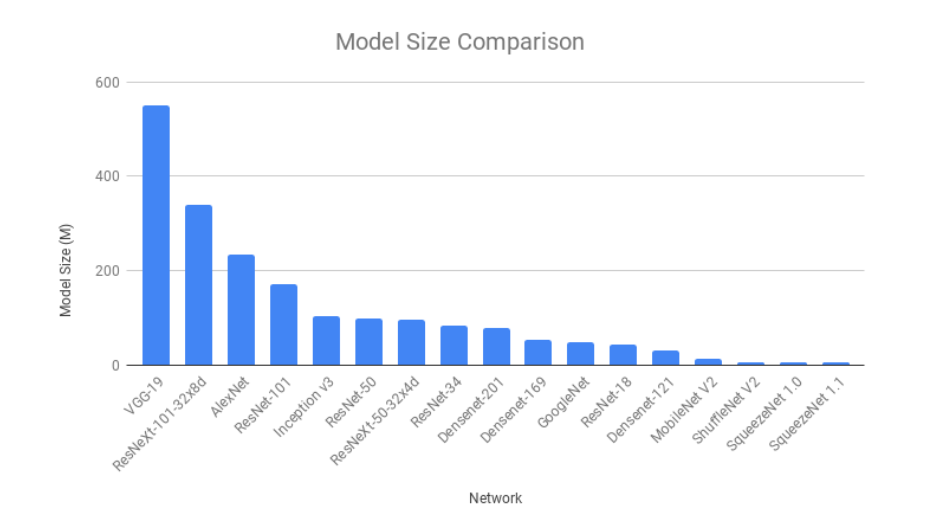 Model Size Comparison
Model Size (M)
600
400
200
0
VGG-19
ResNeXt-101-32x8d
AlexNet
ResNet-101
Inception v3
ResNet-50
ResNeXt-50-32x4d
ResNet-34
Densenet-201
Densenet-169
GoogleNet
ResNet-18
Densenet-121
MobileNet V2
ShuffleNet V2
SqueezeNet 1.0
SqueezeNet 1.1
Network